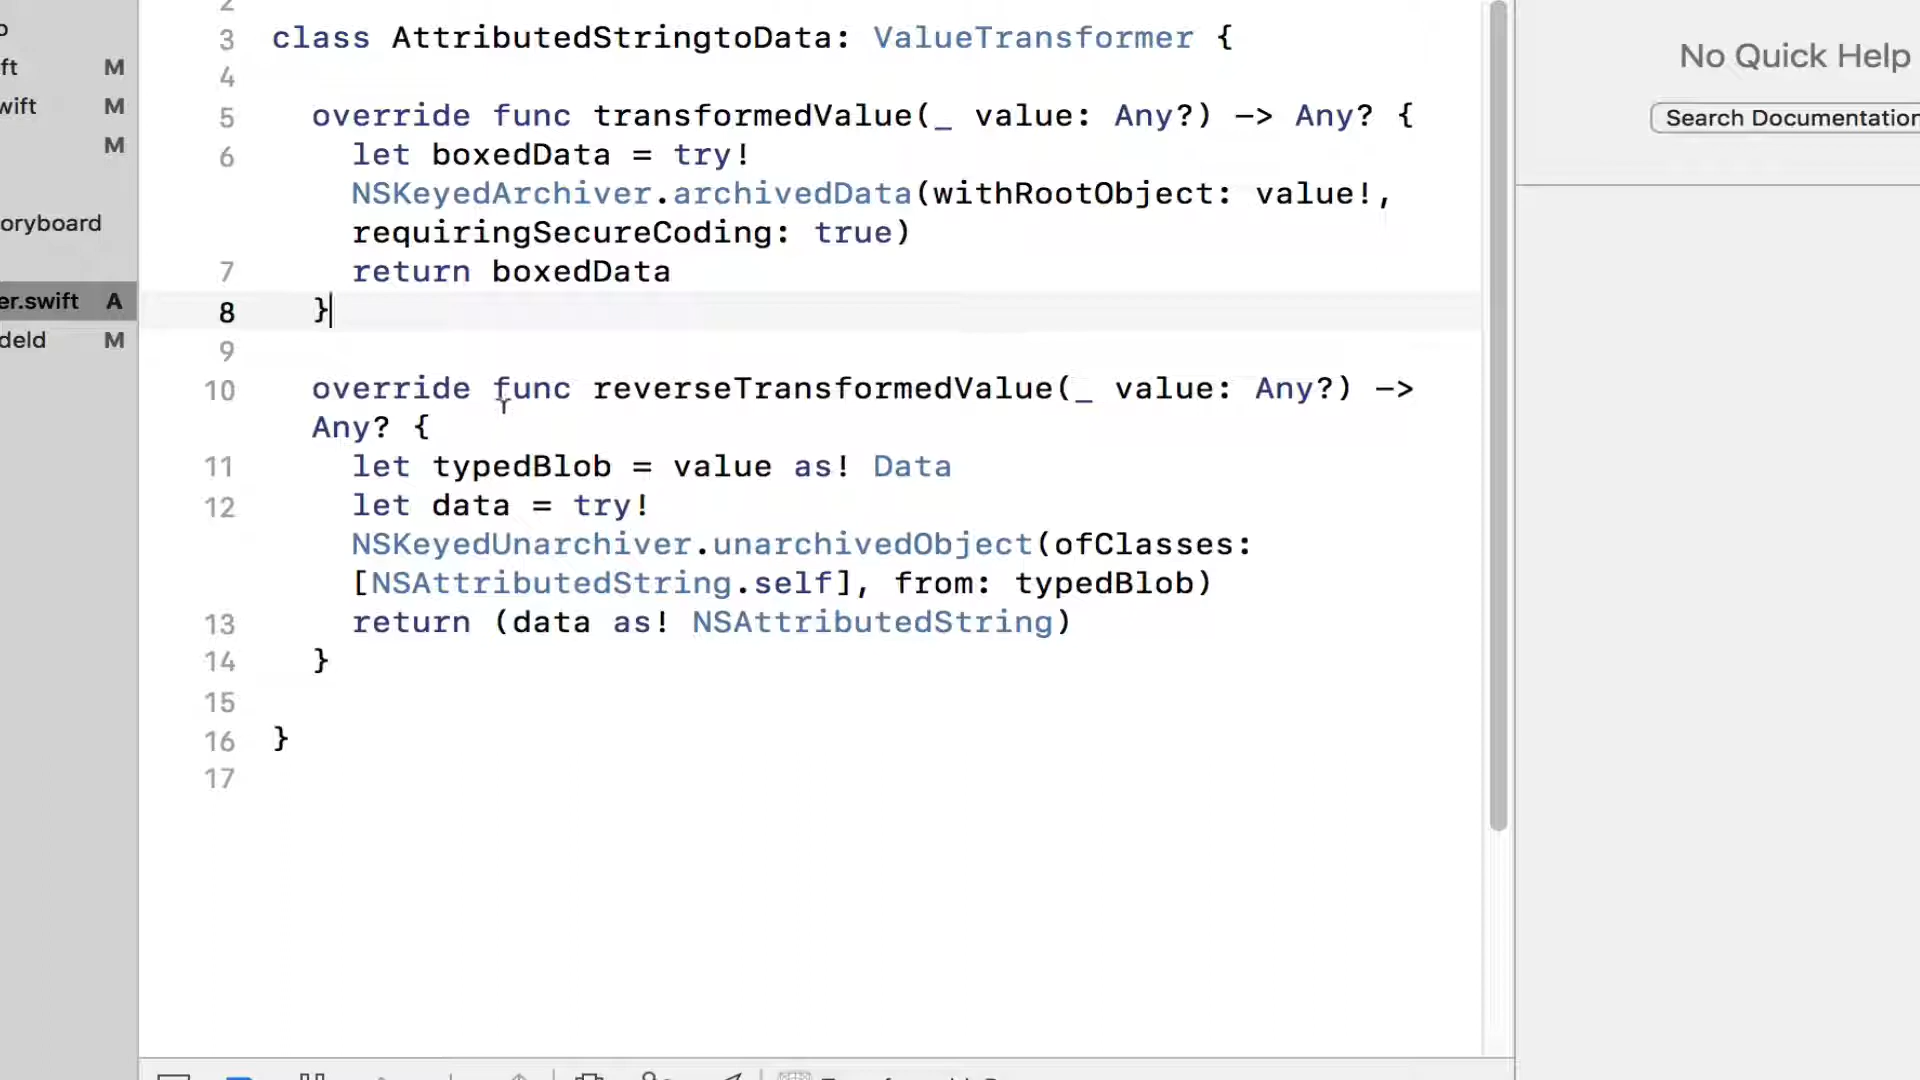 2
3 class AttributedStringtoData: ValueTransformer {
ft M
4
wift M
5 override func transformedValue(_ value: Any?) -> Any? {
M
6 let boxedData = try!
NSKeyedArchiver.archivedData(withRootObject: value!,
oryboard
requiringSecureCoding: true)
7 return boxedData
er.swift A
8 }
deld M
9
10 override func reverseTransformedValue(_ value: Any?) ->
Any? {
11 let typedBlob = value as! Data
12 let data = try!
NSKeyedUnarchiver.unarchivedObject(ofClasses:
[NSAttributedString.self], from: typedBlob)
13 return (data as! NSAttributedString)
14 }
15
16 }
17
No Quick Help
Search Documentation